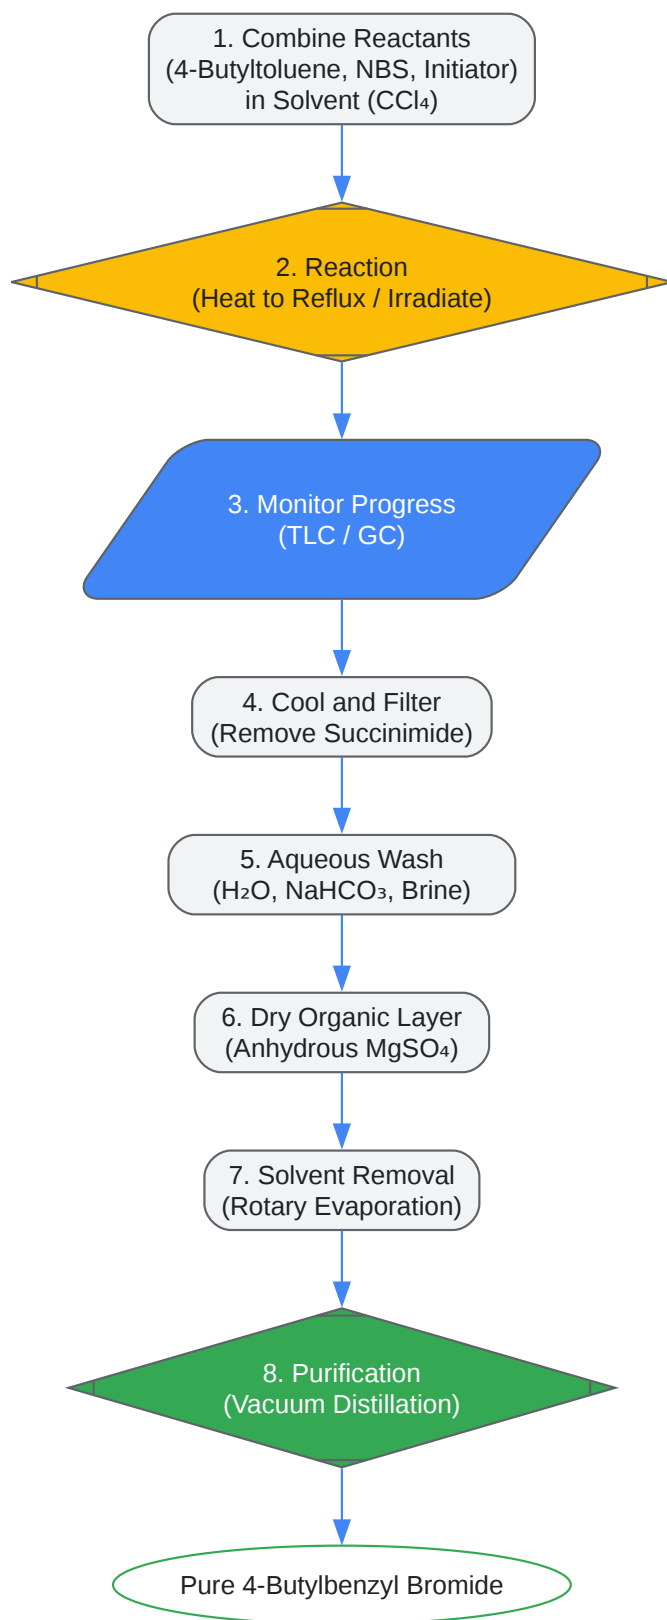 1. Combine Reactants
(4-Butyltoluene, NBS, Initiator)
in Solvent (CCl₄)
2. Reaction
(Heat to Reflux / Irradiate)
3. Monitor Progress
(TLC / GC)
4. Cool and Filter
(Remove Succinimide)
5. Aqueous Wash
(H₂O, NaHCO₃, Brine)
6. Dry Organic Layer
(Anhydrous MgSO₄)
7. Solvent Removal
(Rotary Evaporation)
8. Purification
(Vacuum Distillation)
Pure 4-Butylbenzyl Bromide